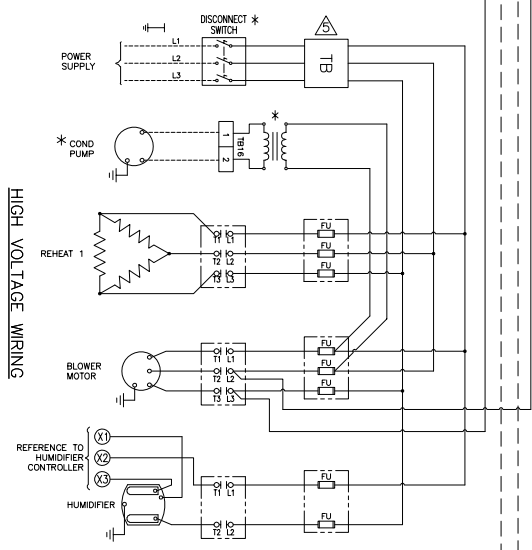 DISCONNECT *
SWITCH
5
POWER
SUPPLY
L1
L2
L3
TB
* COND
PUMP
1
2
TB16
*
HIGH VOLTAGE WIRING
REHEAT 1
T1 L1
T2 L2
T3 L3
FU
FU
FU
BLOWER
MOTOR
T1 L1
T2 L2
T3 L3
FU
FU
FU
REFERENCE TO
HUMIDIFIER
CONTROLLER
X1
X2
X3
HUMIDIFIER
T1 L1
T2 L2
FU
FU